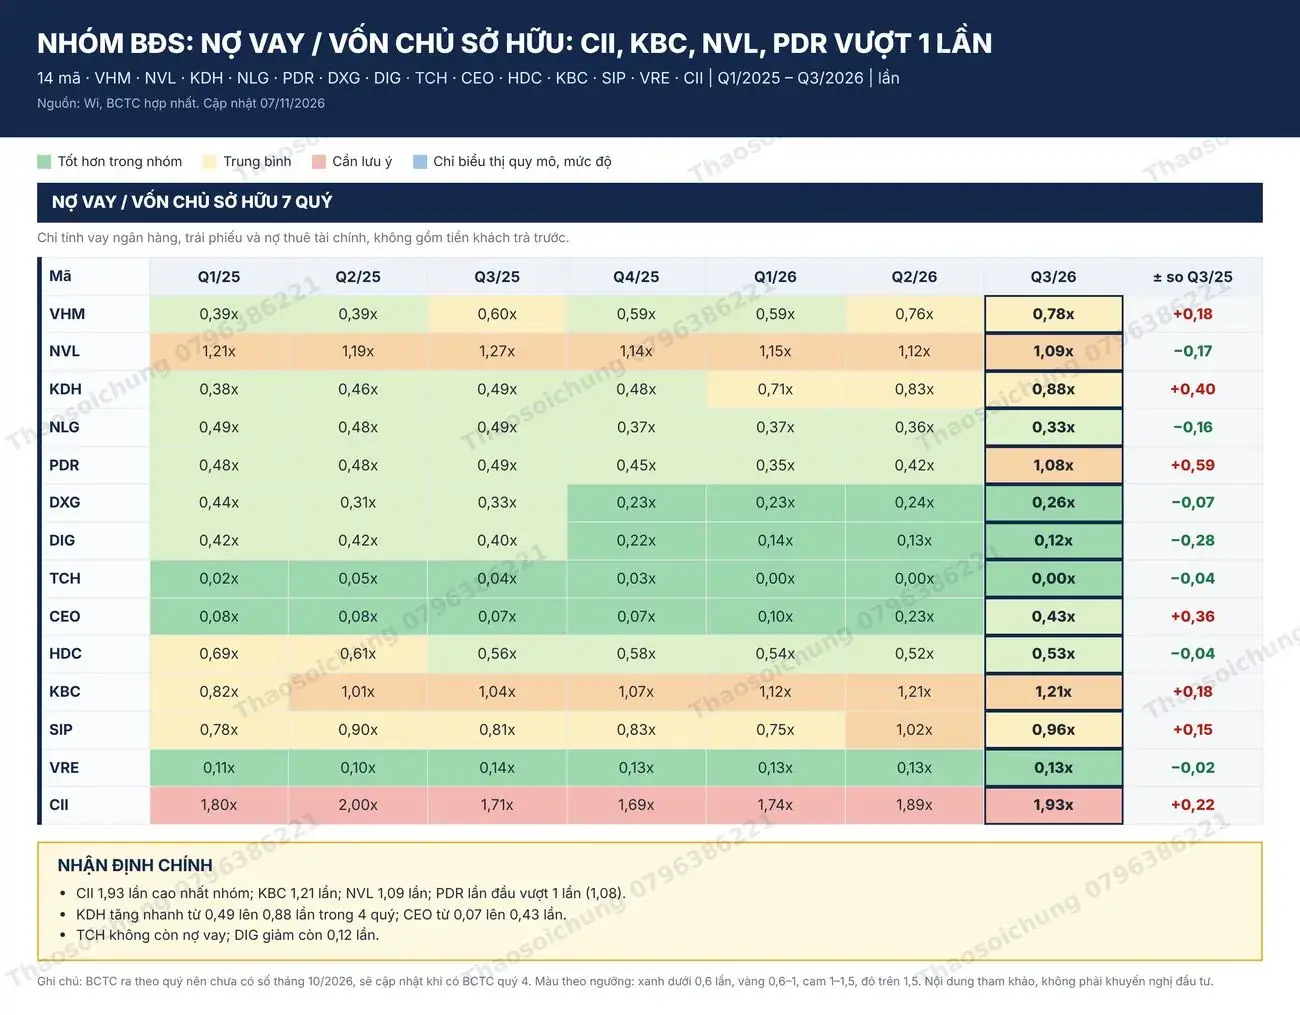 NHÓM BĐS: NỢ VAY / VỐN CHỦ SỞ HỮU: CII, KBC, NVL, PDR VƯỢT 1 LẦN
14 mã · VHM · NVL · KDH · NLG · PDR · DXG · DIG · TCH · CEO · HDC · KBC · SIP · VRE · CII | Q1/2025 – Q3/2026 | lần
Nguồn: Wi, BCTC hợp nhất. Cập nhật 07/11/2026
Tốt hơn trong nhóm Trung bình Cần lưu ý Chỉ biểu thị quy mô, mức độ
NỢ VAY / VỐN CHỦ SỞ HỮU 7 QUÝ
Chỉ tính vay ngân hàng, trái phiếu và nợ thuê tài chính, không gồm tiền khách trả trước.
Mã Q1/25 Q2/25 Q3/25 Q4/25 Q1/26 Q2/26 Q3/26 ± so Q3/25
VHM 0,39x 0,39x 0,60x 0,59x 0,59x 0,76x 0,78x +0,18
NVL 1,21x 1,19x 1,27x 1,14x 1,15x 1,12x 1,09x −0,17
KDH 0,38x 0,46x 0,49x 0,48x 0,71x 0,83x 0,88x +0,40
NLG 0,49x 0,48x 0,49x 0,37x 0,37x 0,36x 0,33x −0,16
PDR 0,48x 0,48x 0,49x 0,45x 0,35x 0,42x 1,08x +0,59
DXG 0,44x 0,31x 0,33x 0,23x 0,23x 0,24x 0,26x −0,07
DIG 0,42x 0,42x 0,40x 0,22x 0,14x 0,13x 0,12x −0,28
TCH 0,02x 0,05x 0,04x 0,03x 0,00x 0,00x 0,00x −0,04
CEO 0,08x 0,08x 0,07x 0,07x 0,10x 0,23x 0,43x +0,36
HDC 0,69x 0,61x 0,56x 0,58x 0,54x 0,52x 0,53x −0,04
KBC 0,82x 1,01x 1,04x 1,07x 1,12x 1,21x 1,21x +0,18
SIP 0,78x 0,90x 0,81x 0,83x 0,75x 1,02x 0,96x +0,15
VRE 0,11x 0,10x 0,14x 0,13x 0,13x 0,13x 0,13x −0,02
CII 1,80x 2,00x 1,71x 1,69x 1,74x 1,89x 1,93x +0,22
NHẬN ĐỊNH CHÍNH
• CII 1,93 lần cao nhất nhóm; KBC 1,21 lần; NVL 1,09 lần; PDR lần đầu vượt 1 lần (1,08).
• KDH tăng nhanh từ 0,49 lên 0,88 lần trong 4 quý; CEO từ 0,07 lên 0,43 lần.
• TCH không còn nợ vay; DIG giảm còn 0,12 lần.
Ghi chú: BCTC ra theo quý nên chưa có số tháng 10/2026, sẽ cập nhật khi có BCTC quý 4. Màu theo ngưỡng: xanh dưới 0,6 lần, vàng 0,6–1, cam 1–1,5, đỏ trên 1,5. Nội dung tham khảo, không phải khuyến nghị đầu tư.
Thaosoichung 0796386221